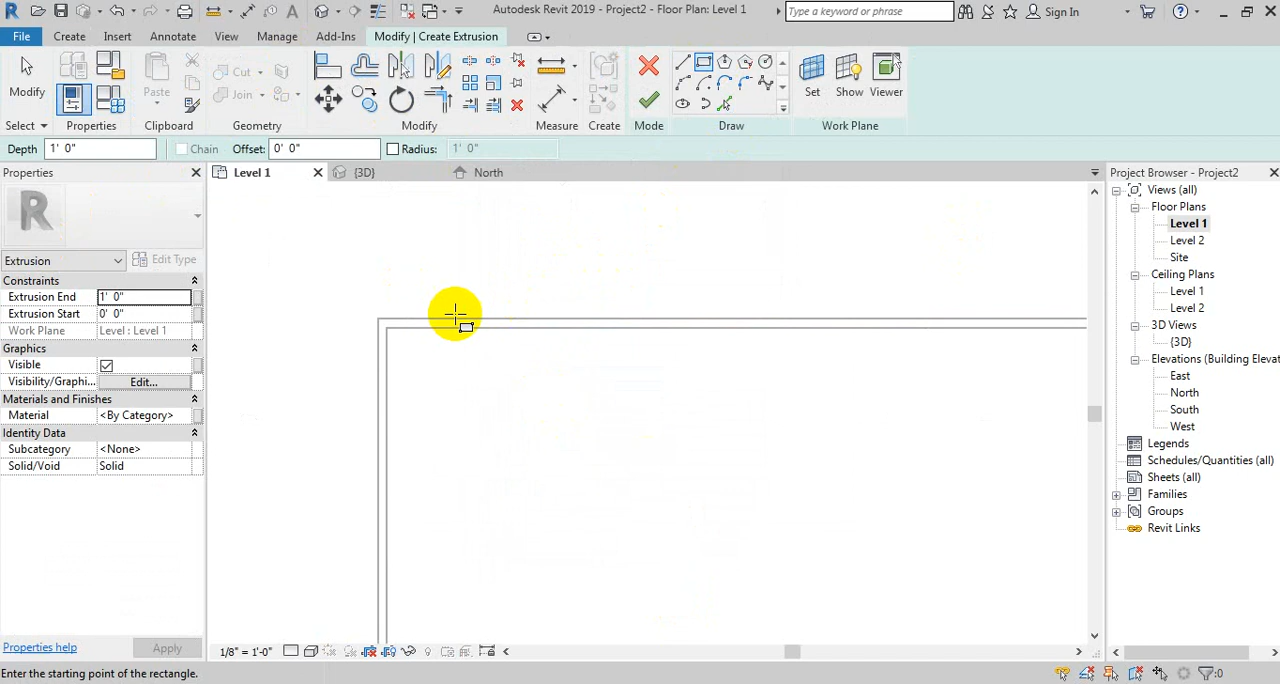 Autodesk Revit 2019 - Project2 - Floor Plan: Level 1
Type a keyword or phrase
Sign In
File Create Insert Annotate View Manage Add-Ins Modify | Create Extrusion
Modify
Paste
Cut
Join
Set Show Viewer
Select Properties Clipboard Geometry Modify Measure Create Mode Draw Work Plane
Depth 1' 0" Chain Offset: 0' 0" Radius: 1' 0"
Properties
Level 1 {3D} North
Extrusion Edit Type
Constraints
Extrusion End 1' 0"
Extrusion Start 0' 0"
Work Plane Level : Level 1
Graphics
Visible
Visibility/Graphi... Edit...
Materials and Finishes
Material <By Category>
Identity Data
Subcategory <None>
Solid/Void Solid
Properties help Apply
Project Browser - Project2
Views (all)
Floor Plans
Level 1
Level 2
Site
Ceiling Plans
Level 1
Level 2
3D Views
{3D}
Elevations (Building Eleva
East
North
South
West
Legends
Schedules/Quantities (all)
Sheets (all)
Families
Groups
Revit Links
1/8" = 1'-0"
Enter the starting point of the rectangle.
:0